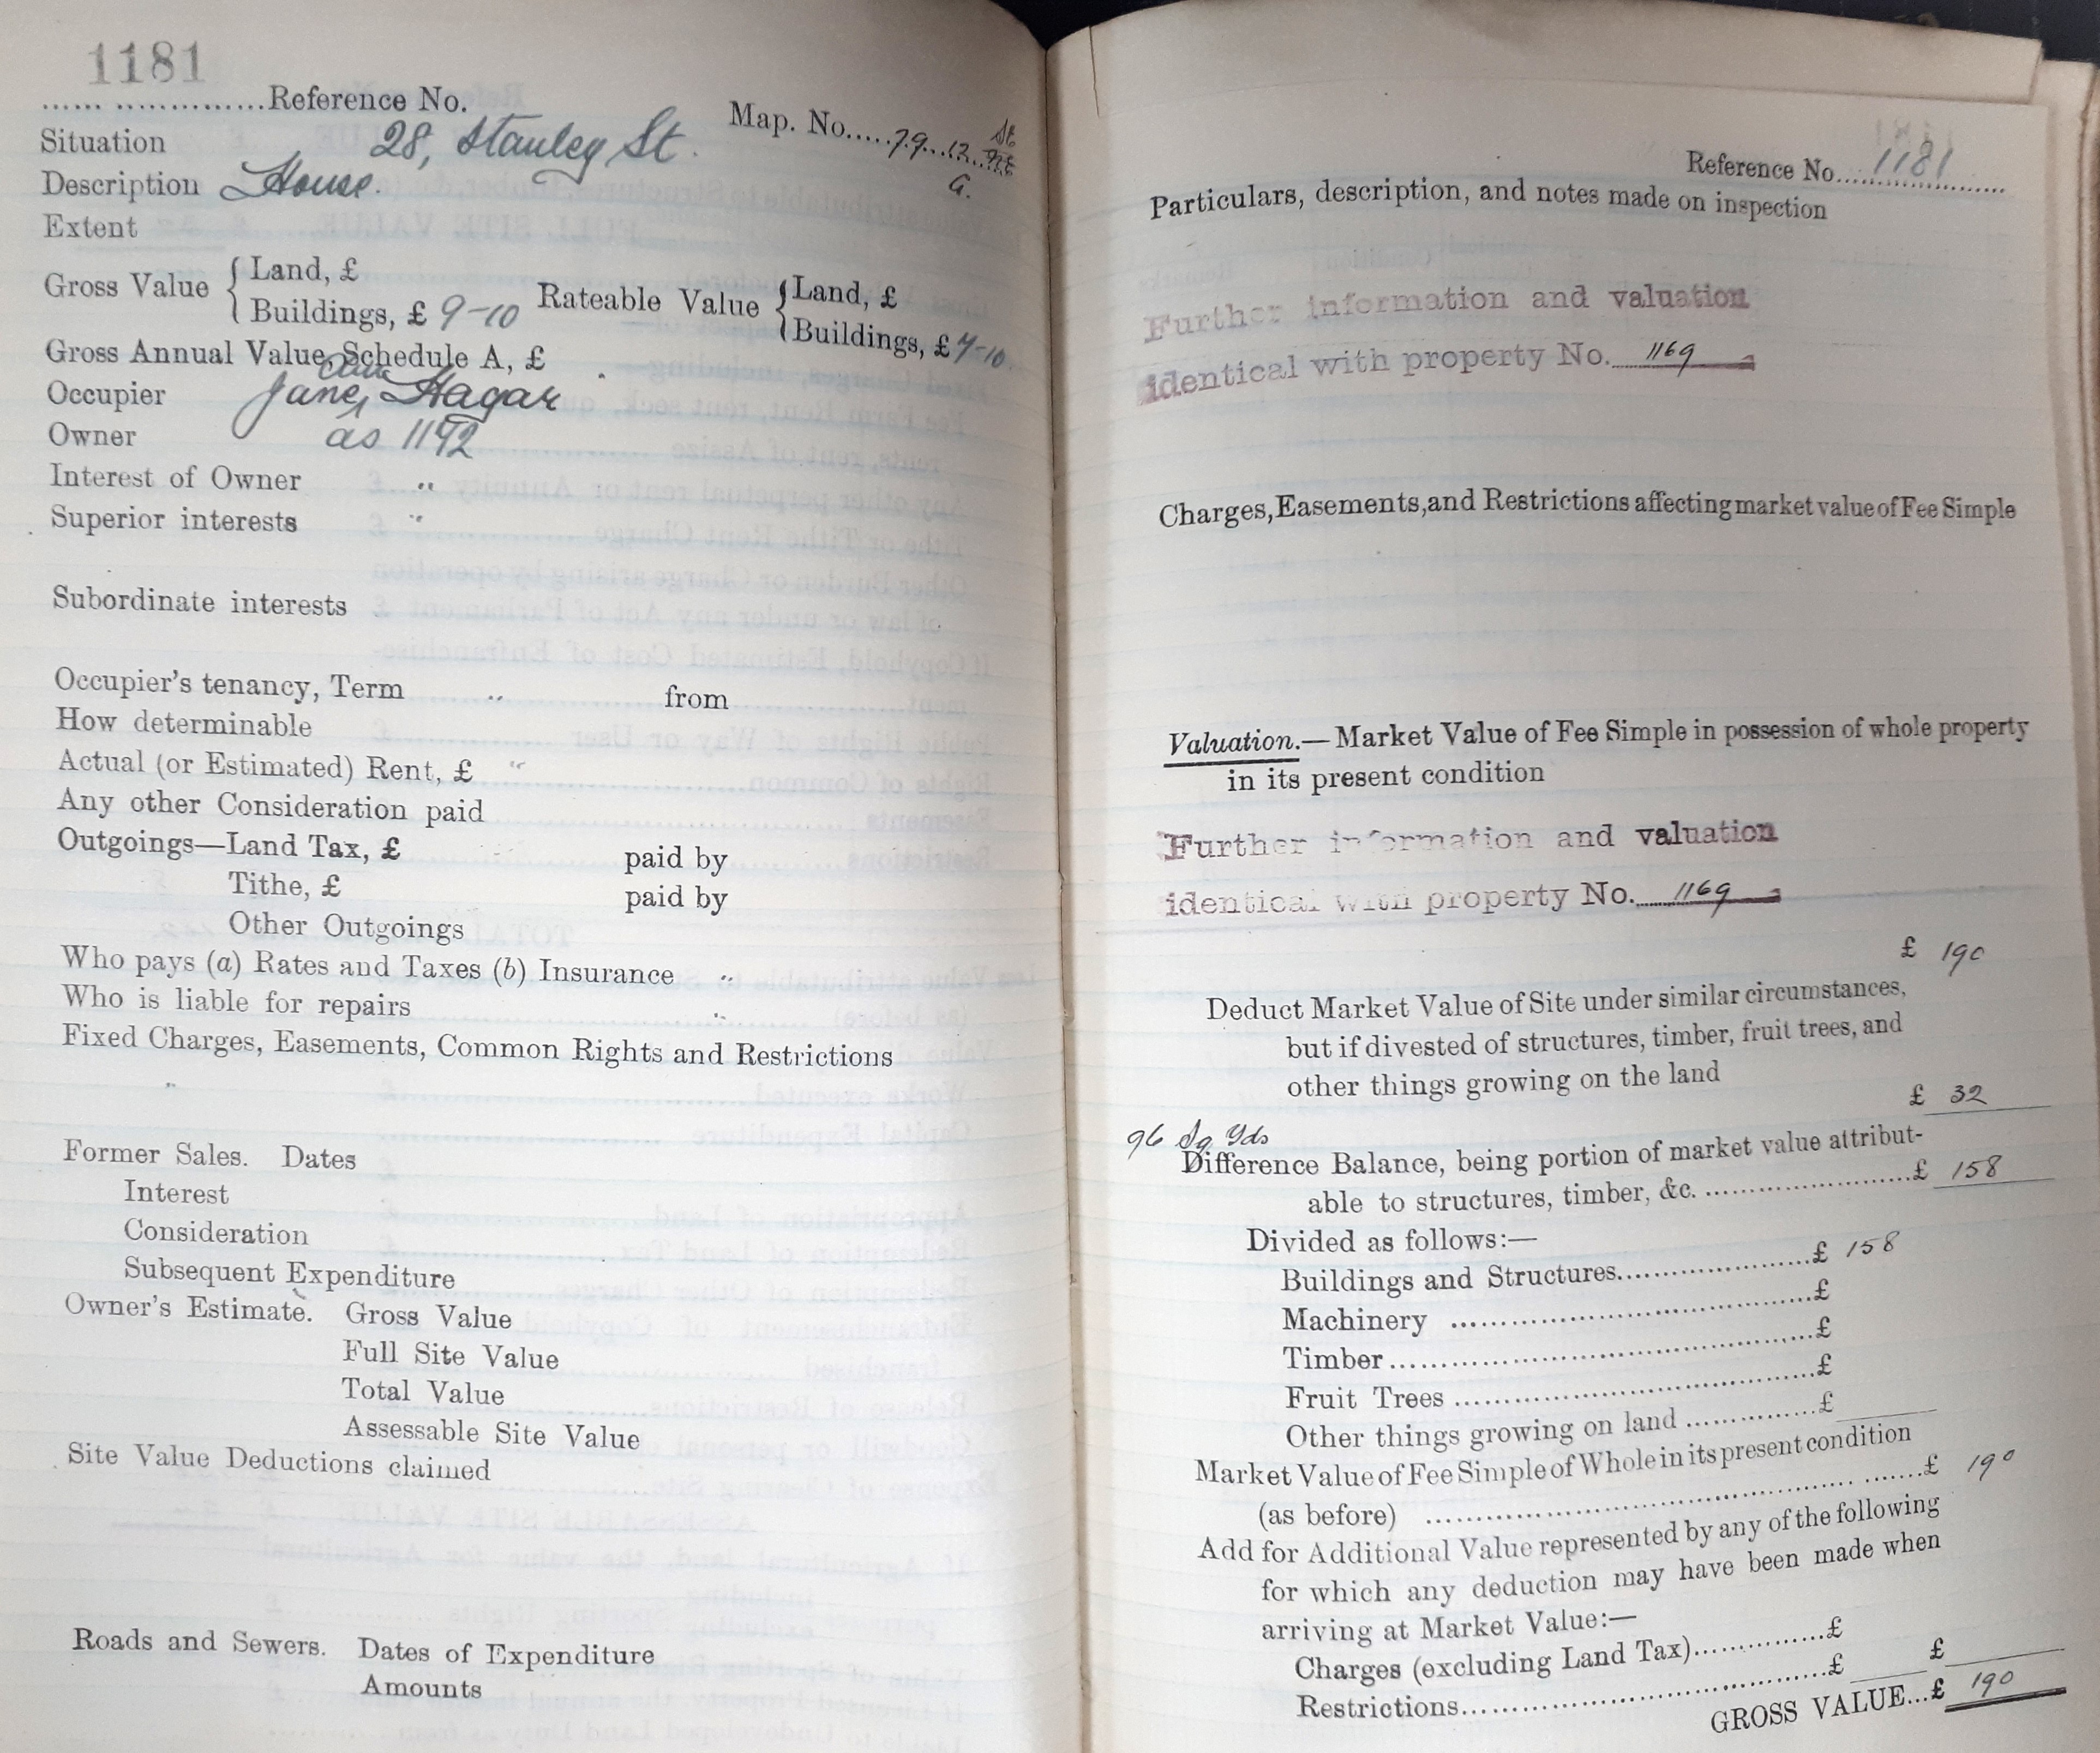 1181
...... ..............Reference No.
Map. No.....79...12...
G.
Situation 28, Stanley St.
Description House.
Extent
Gross Value { Land, £
Buildings, £ 9-10
Rateable Value { Land, £
Buildings, £ 7-10
Gross Annual Value, Schedule A, £
Occupier Jane, Hagar
Owner as 1192
Interest of Owner "
Superior interests "
Subordinate interests
Occupier's tenancy, Term " from
How determinable
Actual (or Estimated) Rent, £ "
Any other Consideration paid
Outgoings—Land Tax, £ paid by
Tithe, £ paid by
Other Outgoings
Who pays (a) Rates and Taxes (b) Insurance "
Who is liable for repairs "
Fixed Charges, Easements, Common Rights and Restrictions
"
Former Sales. Dates
Interest
Consideration
Subsequent Expenditure
Owner's Estimate. Gross Value
Full Site Value
Total Value
Assessable Site Value
Site Value Deductions claimed
Roads and Sewers. Dates of Expenditure
Amounts
Reference No. 1181
Particulars, description, and notes made on inspection
Further information and valuation
identical with property No. 1169
Charges, Easements, and Restrictions affecting market value of Fee Simple
Valuation.—Market Value of Fee Simple in possession of whole property
in its present condition
Further information and valuation
identical with property No. 1169
£ 190
Deduct Market Value of Site under similar circumstances,
but if divested of structures, timber, fruit trees, and
other things growing on the land
£ 32
96 Sq Yds
Difference Balance, being portion of market value attribut-
able to structures, timber, &c. ........................£ 158
Divided as follows:—
Buildings and Structures......................£ 158
Machinery ........................................£
Timber...............................................£
Fruit Trees ........................................£
Other things growing on land ...............£
Market Value of Fee Simple of Whole in its present condition
(as before) ........................................£ 190
Add for Additional Value represented by any of the following
for which any deduction may have been made when
arriving at Market Value:—
Charges (excluding Land Tax)...............£
Restrictions........................................£ £
GROSS VALUE...£ 190